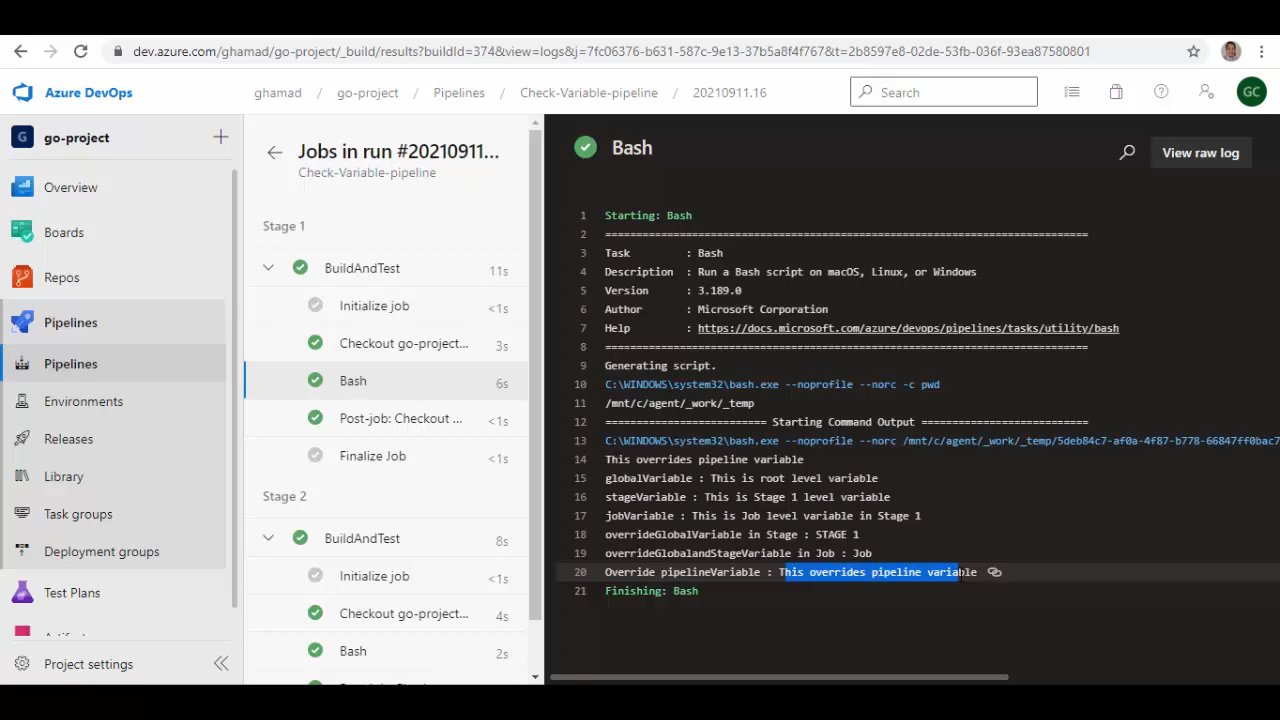 dev.azure.com/ghamad/go-project/_build/results?buildId=374&view=logs&j=7fc06376-b631-587c-9e13-37b5a8f4f767&t=2b8597e8-02de-53fb-036f-93ea87580801
Azure DevOps
ghamad / go-project / Pipelines / Check-Variable-pipeline / 20210911.16
Search
GC
G go-project
Overview
Boards
Repos
Pipelines
Pipelines
Environments
Releases
Library
Task groups
Deployment groups
Test Plans
Project settings
Jobs in run #20210911...
Check-Variable-pipeline
Stage 1
BuildAndTest 11s
Initialize job <1s
Checkout go-project... 3s
Bash 6s
Post-job: Checkout ... <1s
Finalize Job <1s
Stage 2
BuildAndTest 8s
Initialize job <1s
Checkout go-project... 4s
Bash 2s
Bash
View raw log
1 Starting: Bash
2 ==============================================================================
3 Task : Bash
4 Description : Run a Bash script on macOS, Linux, or Windows
5 Version : 3.189.0
6 Author : Microsoft Corporation
7 Help : https://docs.microsoft.com/azure/devops/pipelines/tasks/utility/bash
8 ==============================================================================
9 Generating script.
10 C:\WINDOWS\system32\bash.exe --noprofile --norc -c pwd
11 /mnt/c/agent/_work/_temp
12 ========================== Starting Command Output ===========================
13 C:\WINDOWS\system32\bash.exe --noprofile --norc /mnt/c/agent/_work/_temp/5deb84c7-af0a-4f87-b778-66847ff0bac7
14 This overrides pipeline variable
15 globalVariable : This is root level variable
16 stageVariable : This is Stage 1 level variable
17 jobVariable : This is Job level variable in Stage 1
18 overrideGlobalVariable in Stage : STAGE 1
19 overrideGlobalandStageVariable in Job : Job
20 Override pipelineVariable : This overrides pipeline variable
21 Finishing: Bash